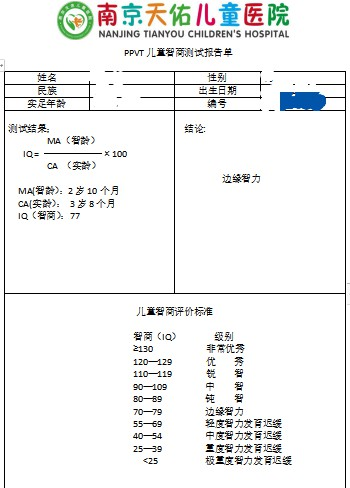 南京天佑儿童医院
NANJING TIANYOU CHILDREN'S HOSPITAL
PPVT 儿童智商测试报告单
姓名 性别
民族 出生日期
实足年龄 编号
测试结果: 结论:
MA（智龄）
IQ= ×100
CA （实龄）
边缘智力
MA(智龄): 2 岁 10 个月
CA(实龄): 3 岁 8 个月
IQ（智商): 77
儿童智商评价标准
智商（IQ） 级别
≥130 非常优秀
120—129 优 秀
110—119 锐 智
90—109 中 智
80—89 钝 智
70—79 边缘智力
55—69 轻度智力发育迟缓
40—54 中度智力发育迟缓
25—39 重度智力发育迟缓
<25 极重度智力发育迟缓